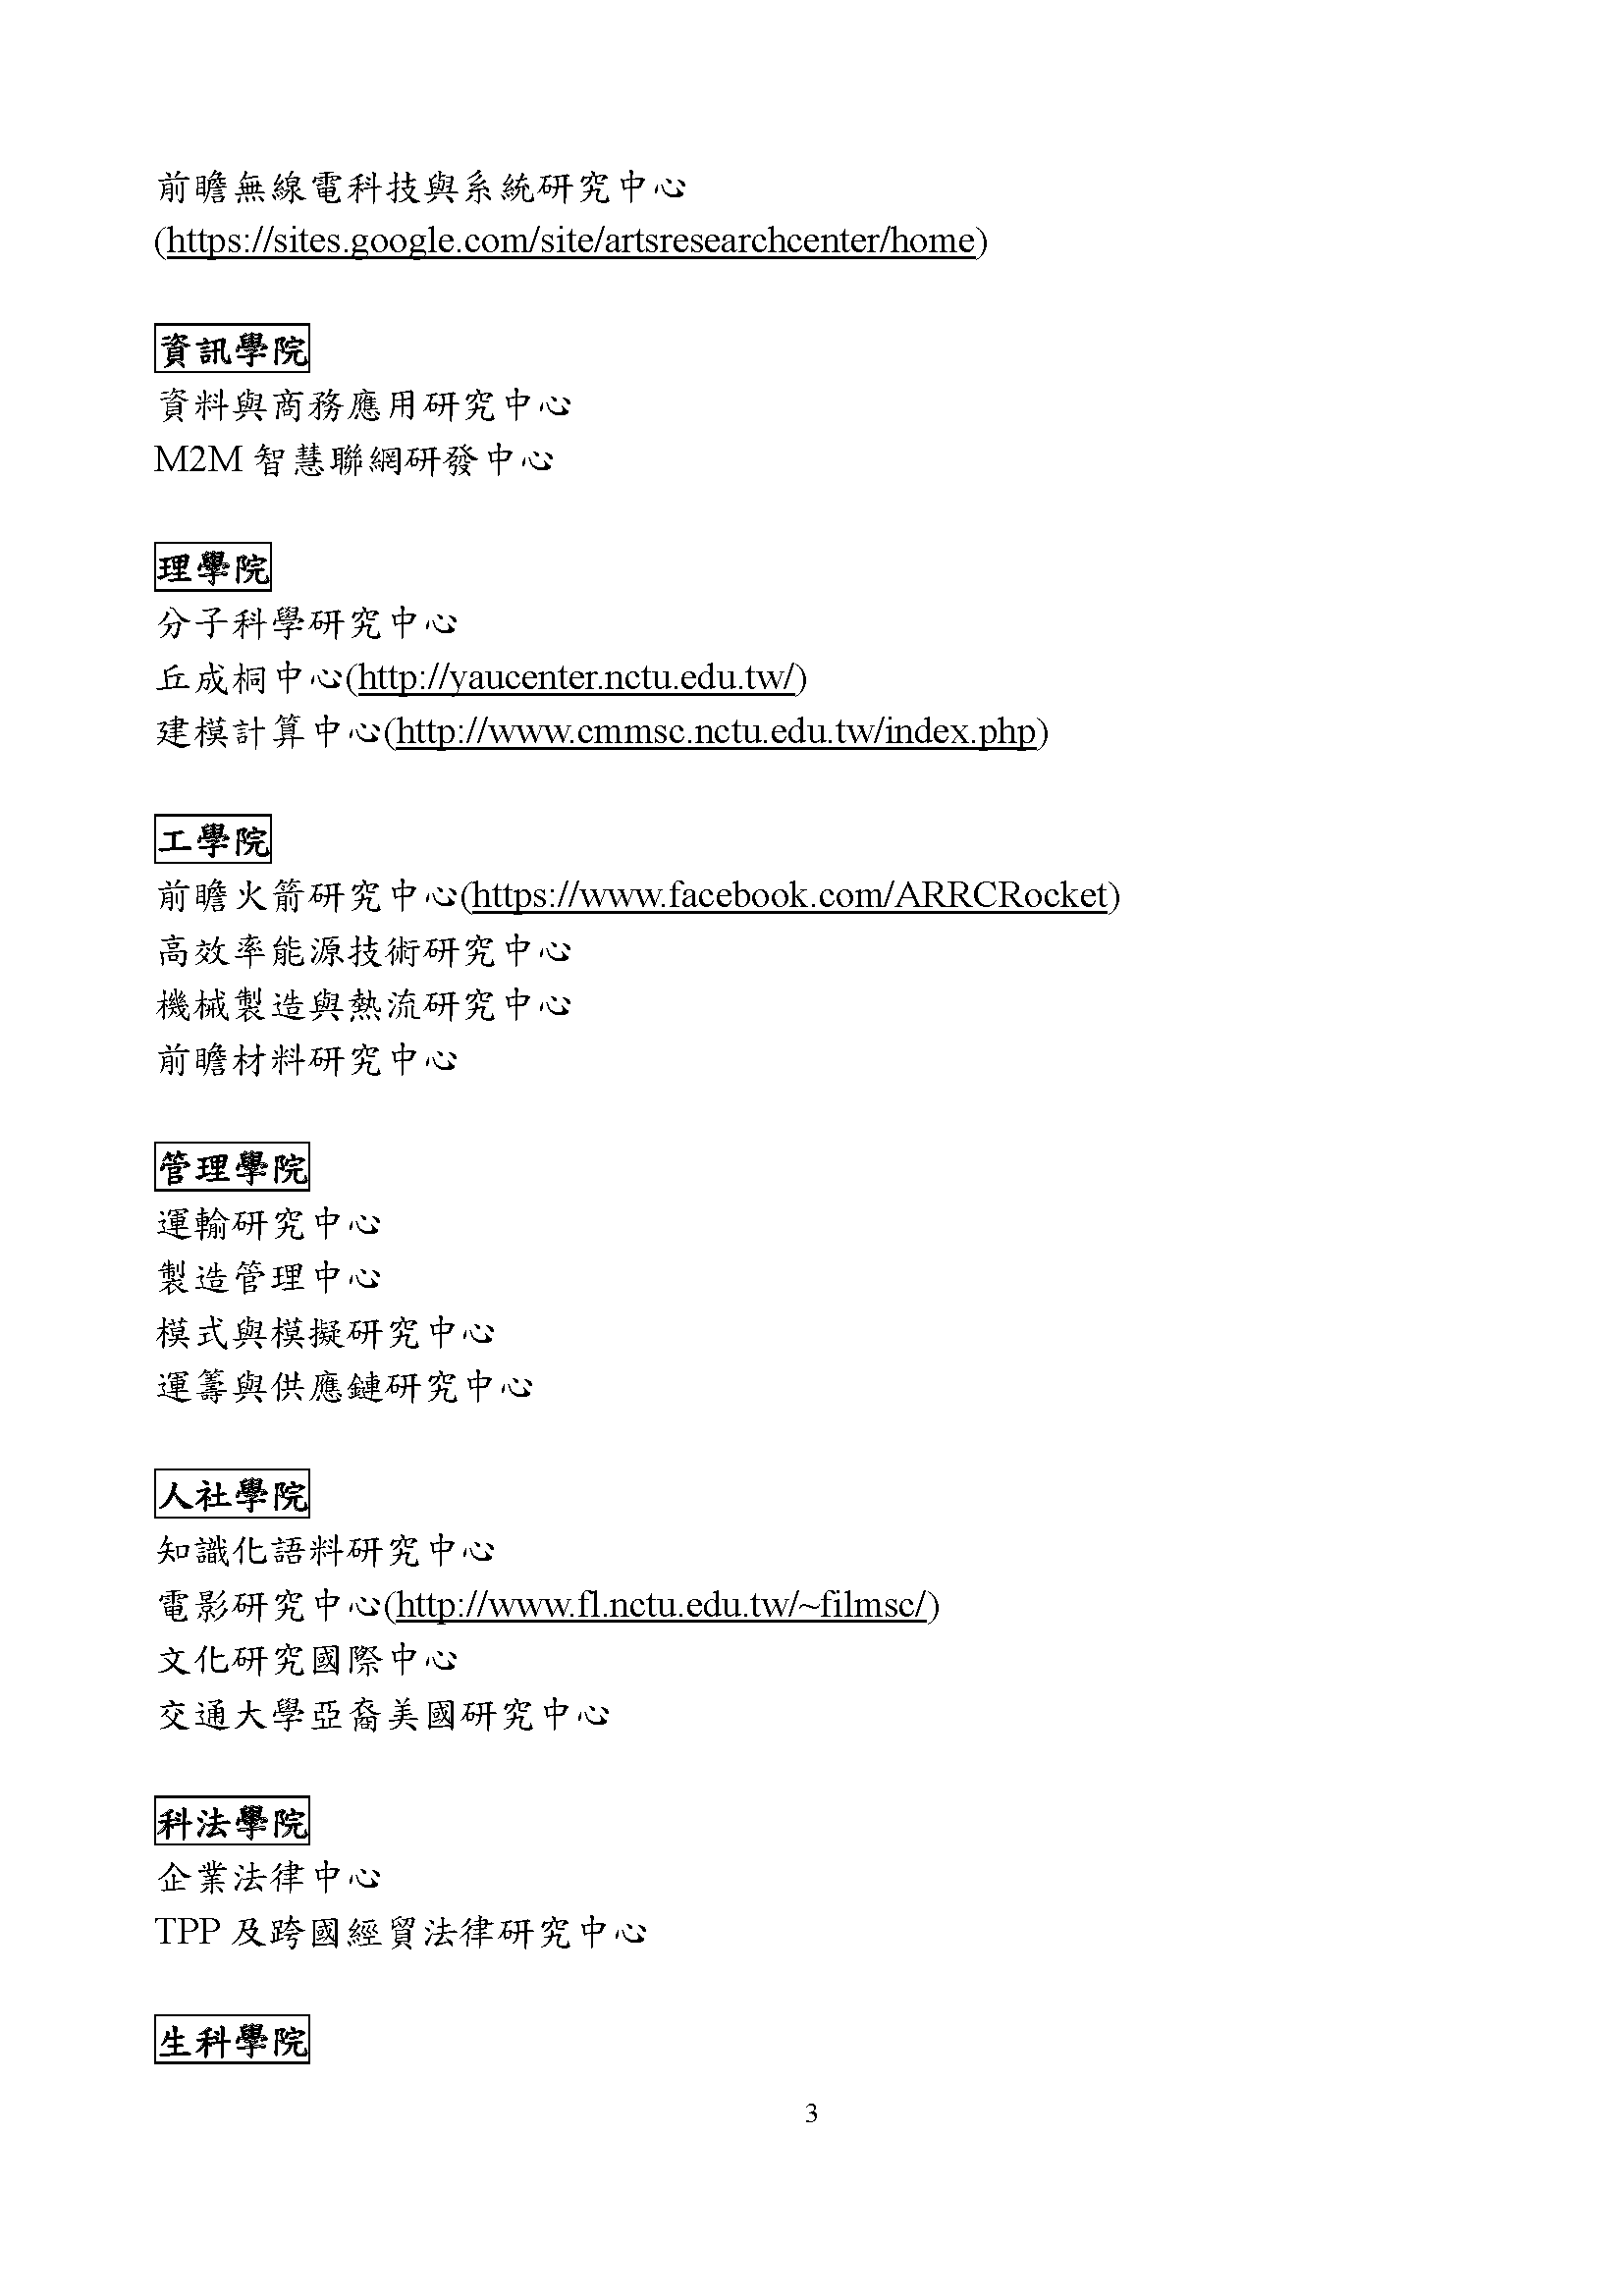 前瞻無線電科技與系統研究中心
(https://sites.google.com/site/artsresearchcenter/home)
資訊學院
資料與商務應用研究中心
M2M 智慧聯網研發中心
理學院
分子科學研究中心
丘成桐中心(http://yaucenter.nctu.edu.tw/)
建模計算中心(http://www.cmmsc.nctu.edu.tw/index.php)
工學院
前瞻火箭研究中心(https://www.facebook.com/ARRCRocket)
高效率能源技術研究中心
機械製造與熱流研究中心
前瞻材料研究中心
管理學院
運輸研究中心
製造管理中心
模式與模擬研究中心
運籌與供應鏈研究中心
人社學院
知識化語料研究中心
電影研究中心(http://www.fl.nctu.edu.tw/~filmsc/)
文化研究國際中心
交通大學亞裔美國研究中心
科法學院
企業法律中心
TPP 及跨國經貿法律研究中心
生科學院
3